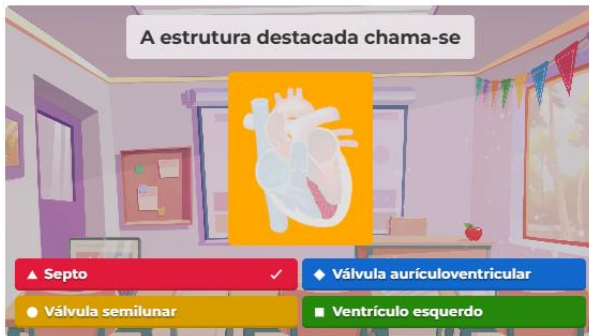 A estrutura destacada chama-se
Septo
Válvula aurículoventricular
Válvula semilunar
Ventrículo esquerdo